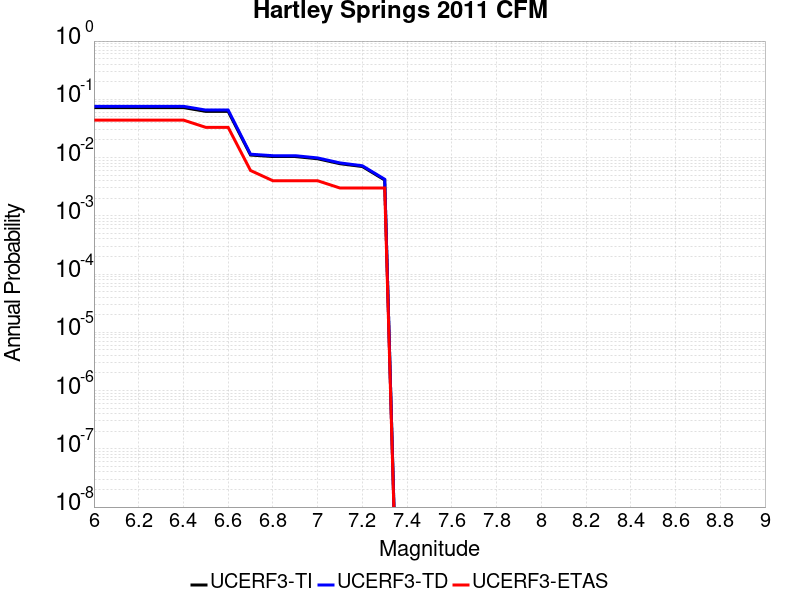 Hartley Springs 2011 CFM
Annual Probability
10^0
10^-1
10^-2
10^-3
10^-4
10^-5
10^-6
10^-7
10^-8
6 6.2 6.4 6.6 6.8 7 7.2 7.4 7.6 7.8 8 8.2 8.4 8.6 8.8 9
Magnitude
UCERF3-TI UCERF3-TD UCERF3-ETAS